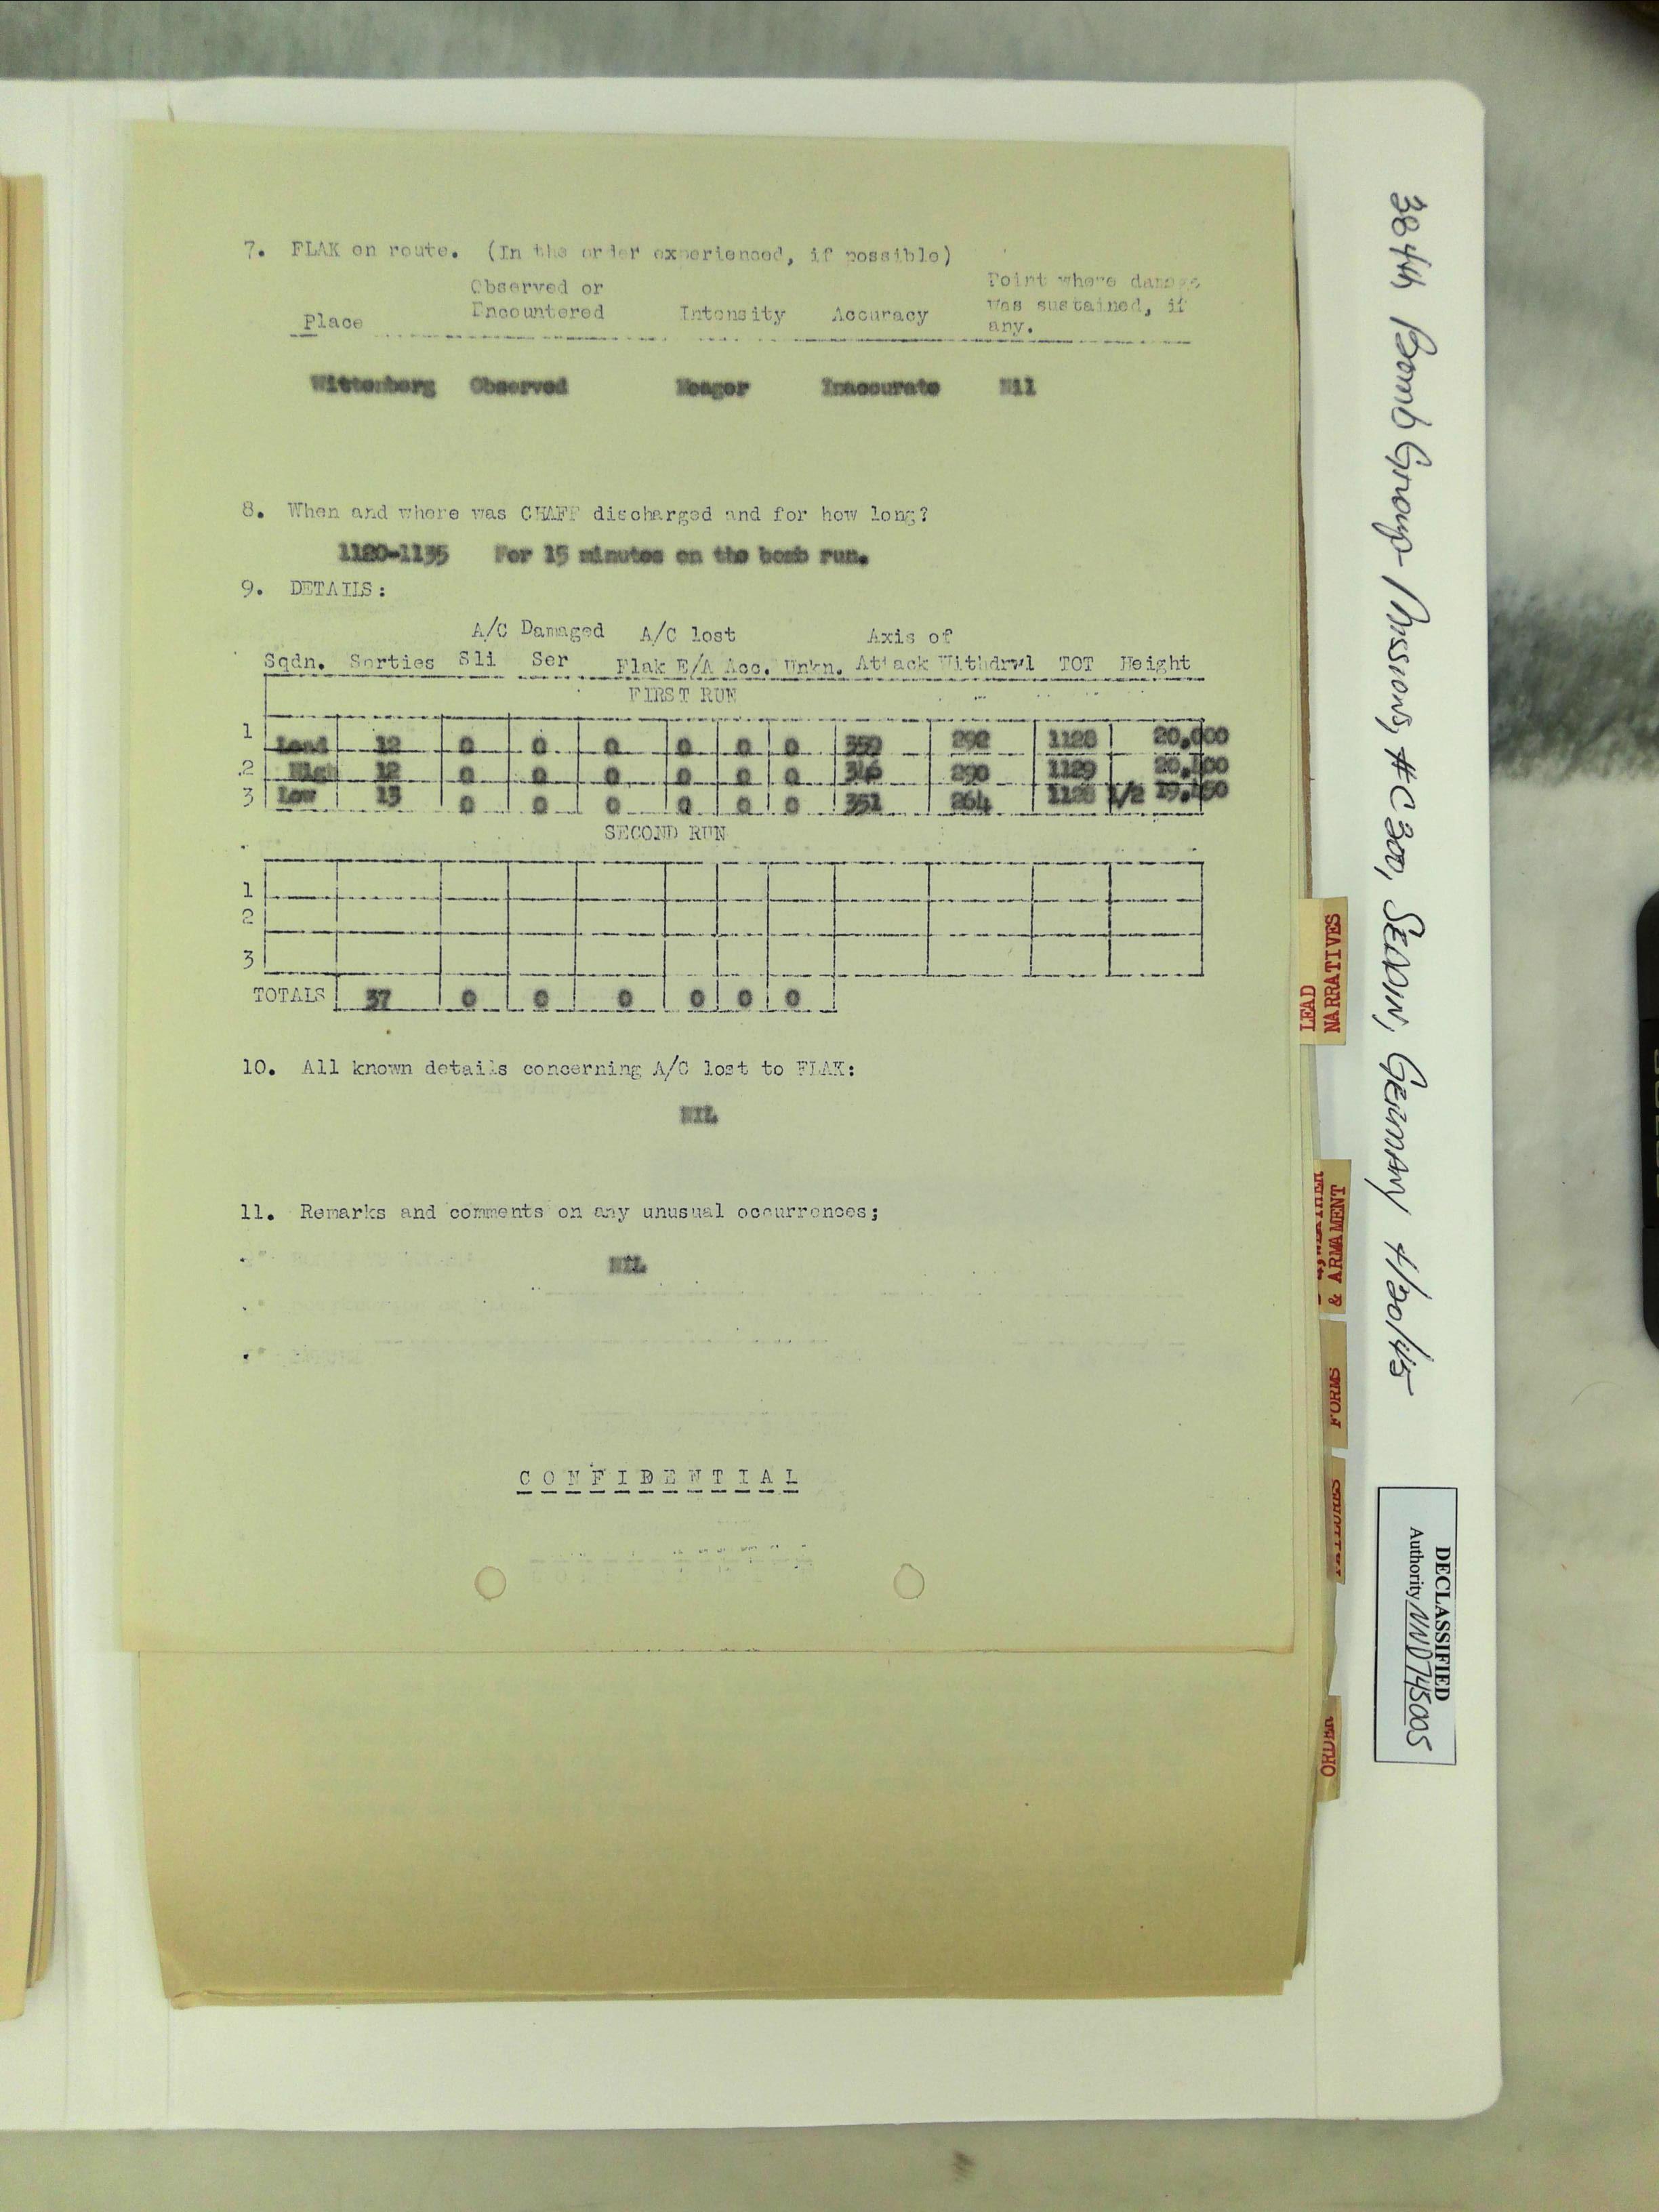 7. FLAK on route. (In the order experienced, if possible)
Place Observed or Encountered Intensity Accuracy Point where damage was sustained, if any.
Wittenberg Observed Meager Inaccurate Nil
8. When and where was CHAFF discharged and for how long?
1120-1135 For 15 minutes on the bomb run.
9. DETAILS:
A/C Damaged A/C lost Axis of
Sqdn. Sorties Sli Ser Flak E/A Acc. Unkn. Attack Withdrwl TOT Height
FIRST RUN
1 Lead 12 0 0 0 0 0 0 359 292 1128 20,000
2 High 12 0 0 0 0 0 0 346 290 1129 20,100
3 Low 13 0 0 0 0 0 0 351 264 1128 1/2 19,150
SECOND RUN
1
2
3
TOTALS 37 0 0 0 0 0 0
10. All known details concerning A/C lost to FLAK:
NIL
11. Remarks and comments on any unusual occurrences;
NIL
CONFIDENTIAL
384th Bomb Group - Missions, #C300, SEDDIN, GERMANY 4/20/45
LEAD
NARRATIVES
& ARMAMENT
FORMS
ORDER
DECLASSIFIED
Authority NND745005